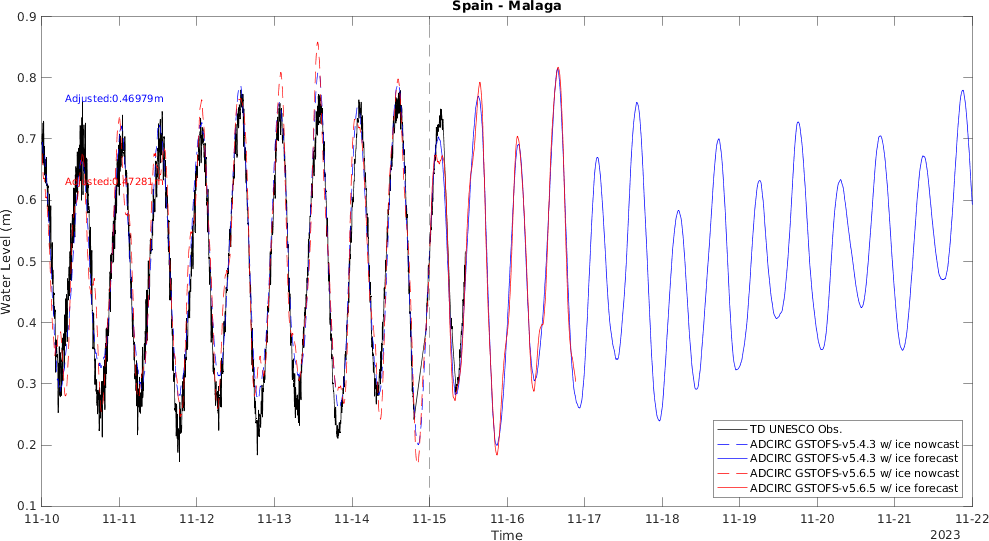 Spain - Malaga
0.9
0.8
0.7
0.6
0.5
0.4
0.3
0.2
0.1
Water Level (m)
Adjusted:0.46979m
Adjusted:0.47281m
TD UNESCO Obs.
ADCIRC GSTOFS-v5.4.3 w/ ice nowcast
ADCIRC GSTOFS-v5.4.3 w/ ice forecast
ADCIRC GSTOFS-v5.6.5 w/ ice nowcast
ADCIRC GSTOFS-v5.6.5 w/ ice forecast
11-10 11-11 11-12 11-13 11-14 11-15 11-16 11-17 11-18 11-19 11-20 11-21 11-22
Time
2023